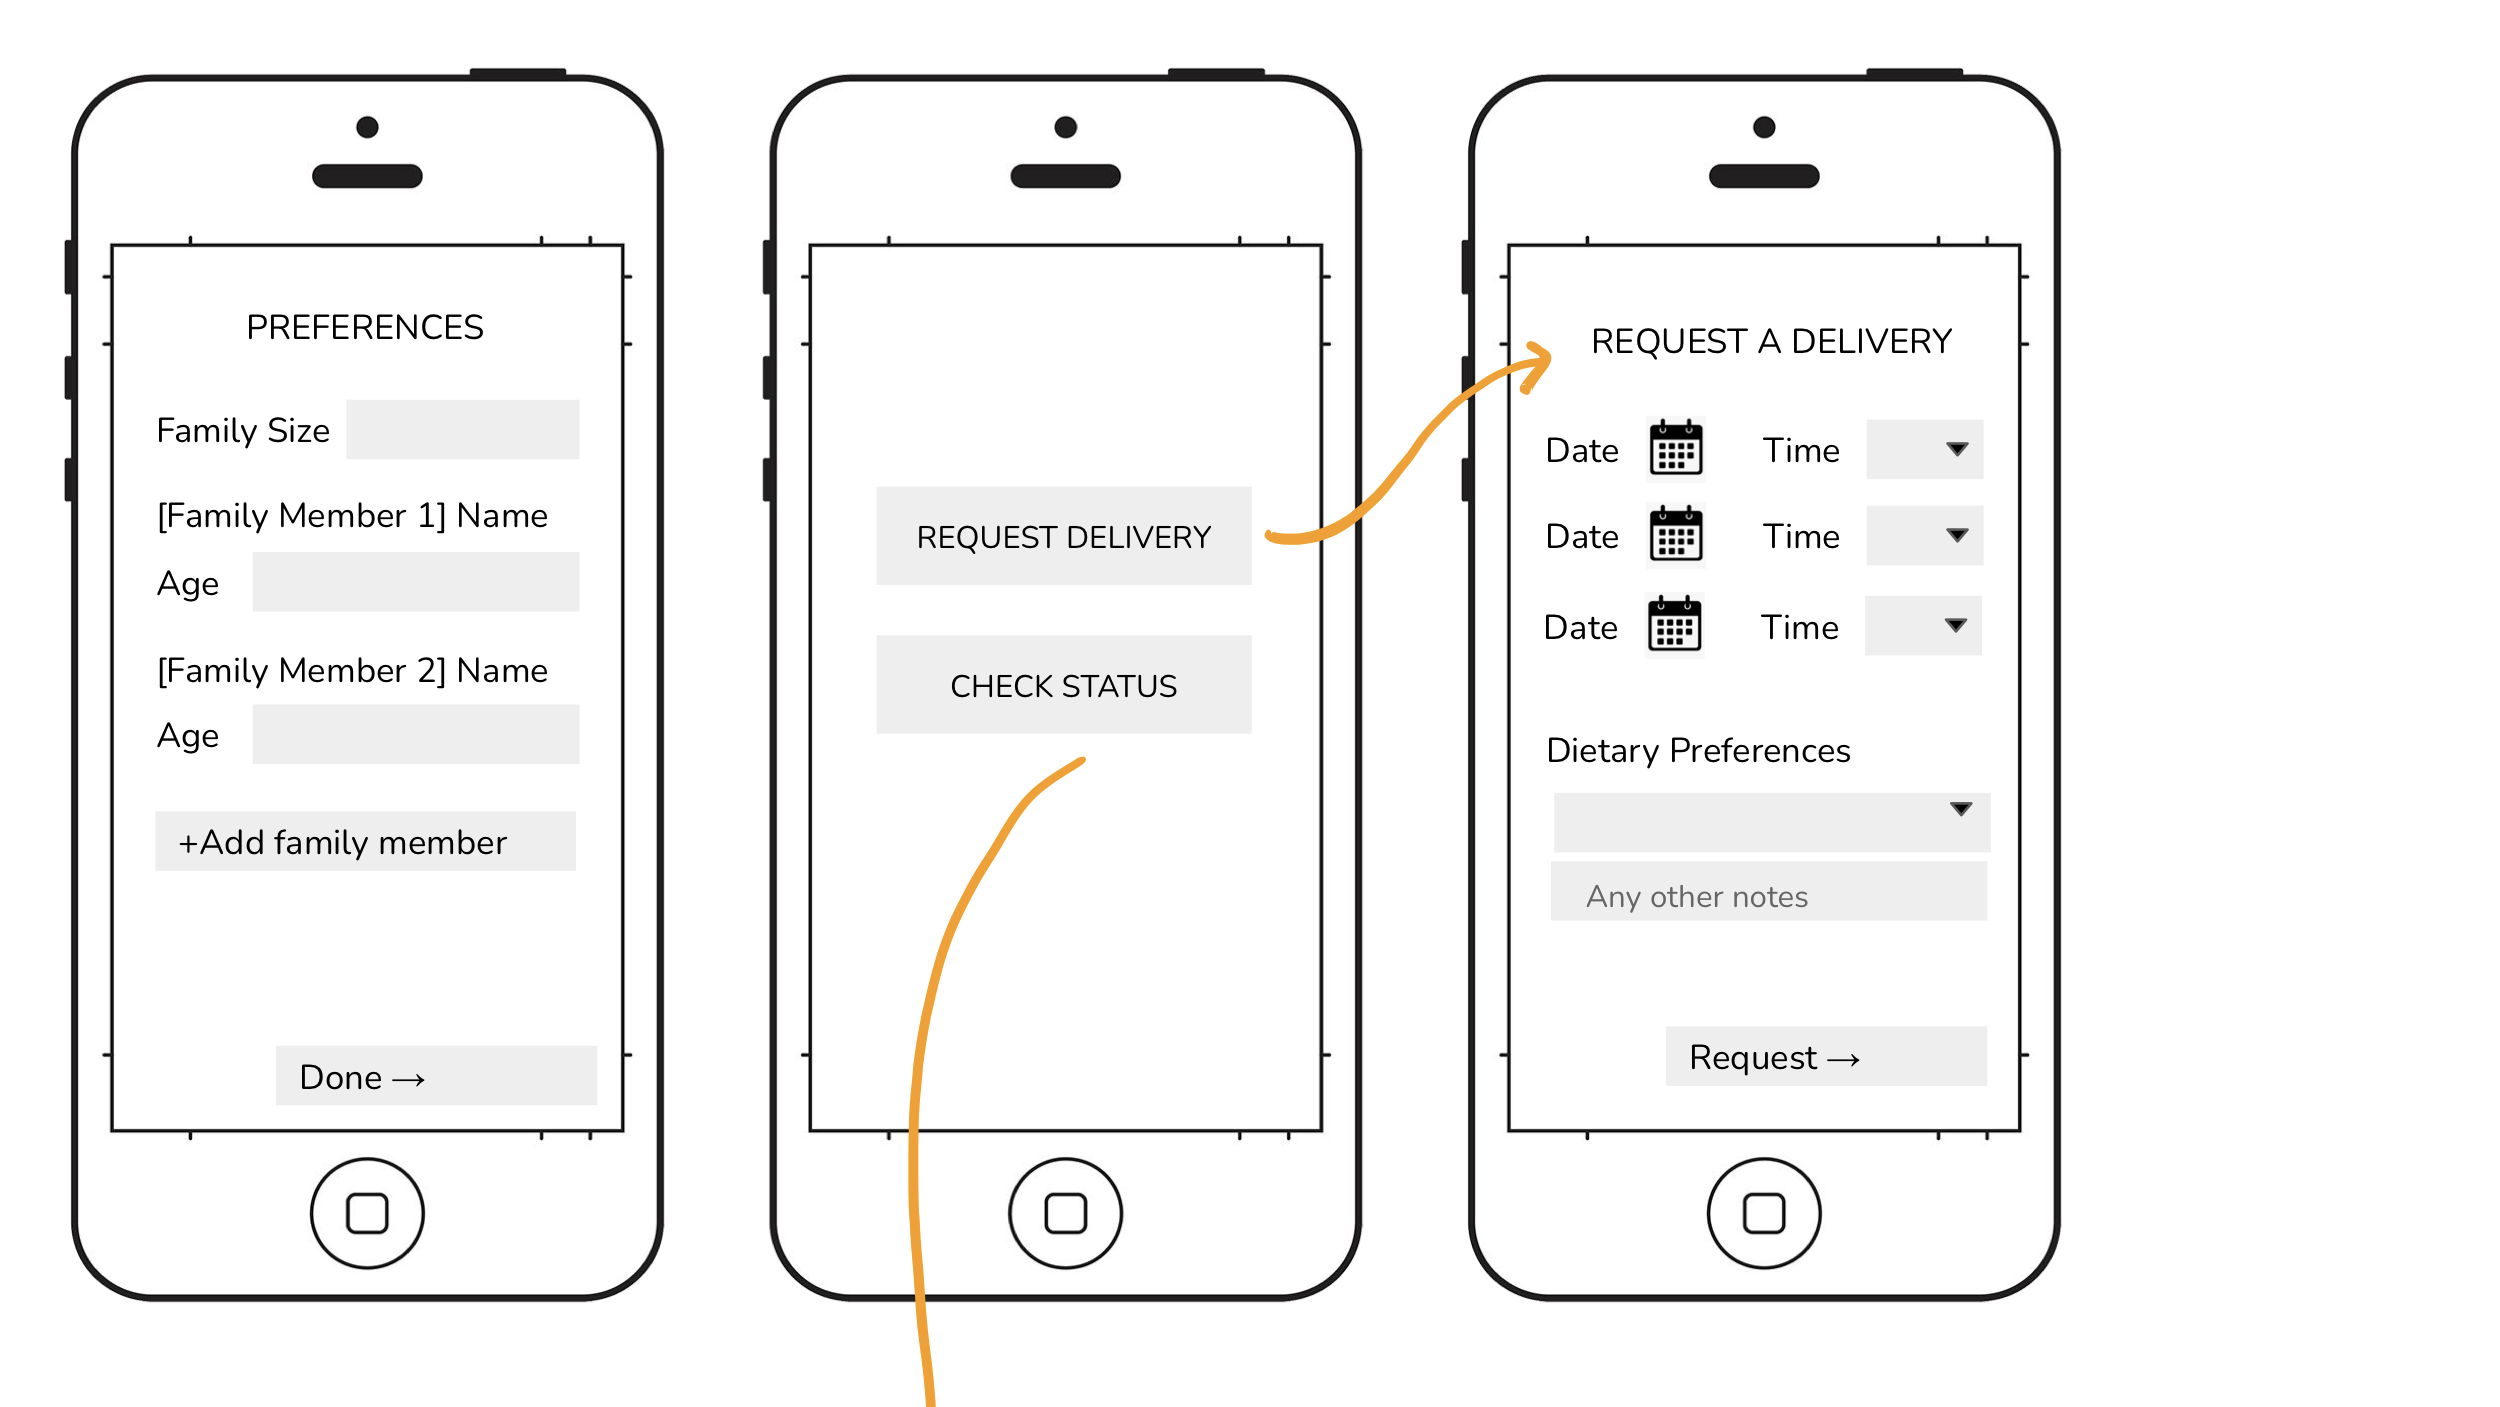 PREFERENCES
Family Size
[Family Member 1] Name
Age
[Family Member 2] Name
Age
+Add family member
Done →
REQUEST DELIVERY
CHECK STATUS
REQUEST A DELIVERY
Date Time
Date Time
Date Time
Dietary Preferences
Any other notes
Request →